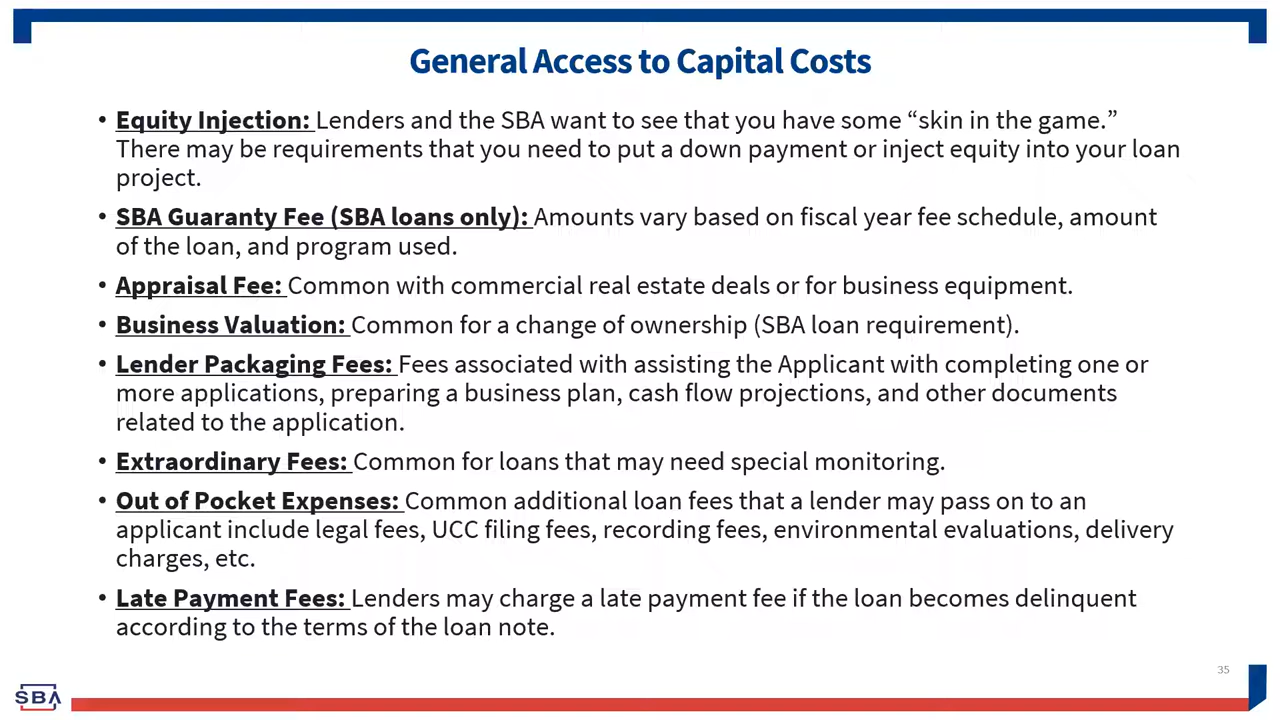 General Access to Capital Costs
• Equity Injection: Lenders and the SBA want to see that you have some “skin in the game.”
There may be requirements that you need to put a down payment or inject equity into your loan
project.
• SBA Guaranty Fee (SBA loans only): Amounts vary based on fiscal year fee schedule, amount
of the loan, and program used.
• Appraisal Fee: Common with commercial real estate deals or for business equipment.
• Business Valuation: Common for a change of ownership (SBA loan requirement).
• Lender Packaging Fees: Fees associated with assisting the Applicant with completing one or
more applications, preparing a business plan, cash flow projections, and other documents
related to the application.
• Extraordinary Fees: Common for loans that may need special monitoring.
• Out of Pocket Expenses: Common additional loan fees that a lender may pass on to an
applicant include legal fees, UCC filing fees, recording fees, environmental evaluations, delivery
charges, etc.
• Late Payment Fees: Lenders may charge a late payment fee if the loan becomes delinquent
according to the terms of the loan note.
35
SBA